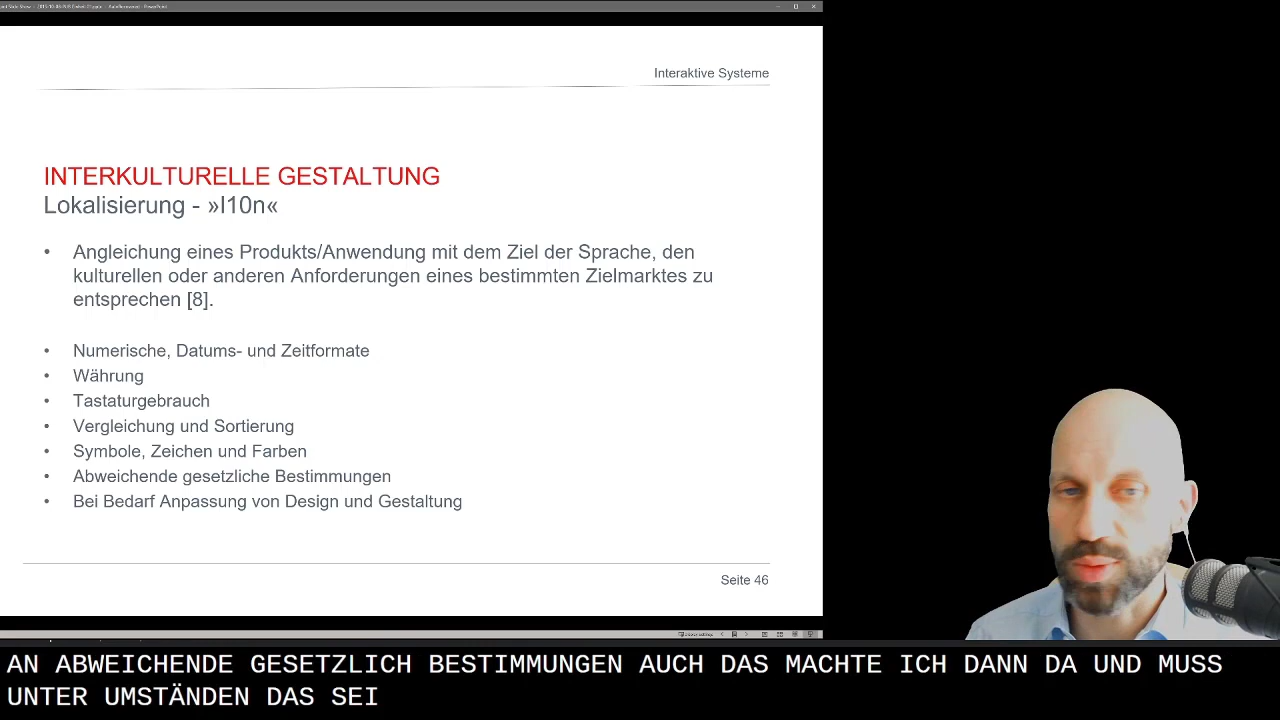 Interaktive Systeme
INTERKULTURELLE GESTALTUNG
Lokalisierung - »l10n«
• Angleichung eines Produkts/Anwendung mit dem Ziel der Sprache, den
kulturellen oder anderen Anforderungen eines bestimmten Zielmarktes zu
entsprechen [8].
• Numerische, Datums- und Zeitformate
• Währung
• Tastaturgebrauch
• Vergleichung und Sortierung
• Symbole, Zeichen und Farben
• Abweichende gesetzliche Bestimmungen
• Bei Bedarf Anpassung von Design und Gestaltung
Seite 46
AN ABWEICHENDE GESETZLICH BESTIMMUNGEN AUCH DAS MACHTE ICH DANN DA UND MUSS
UNTER UMSTÄNDEN DAS SEI